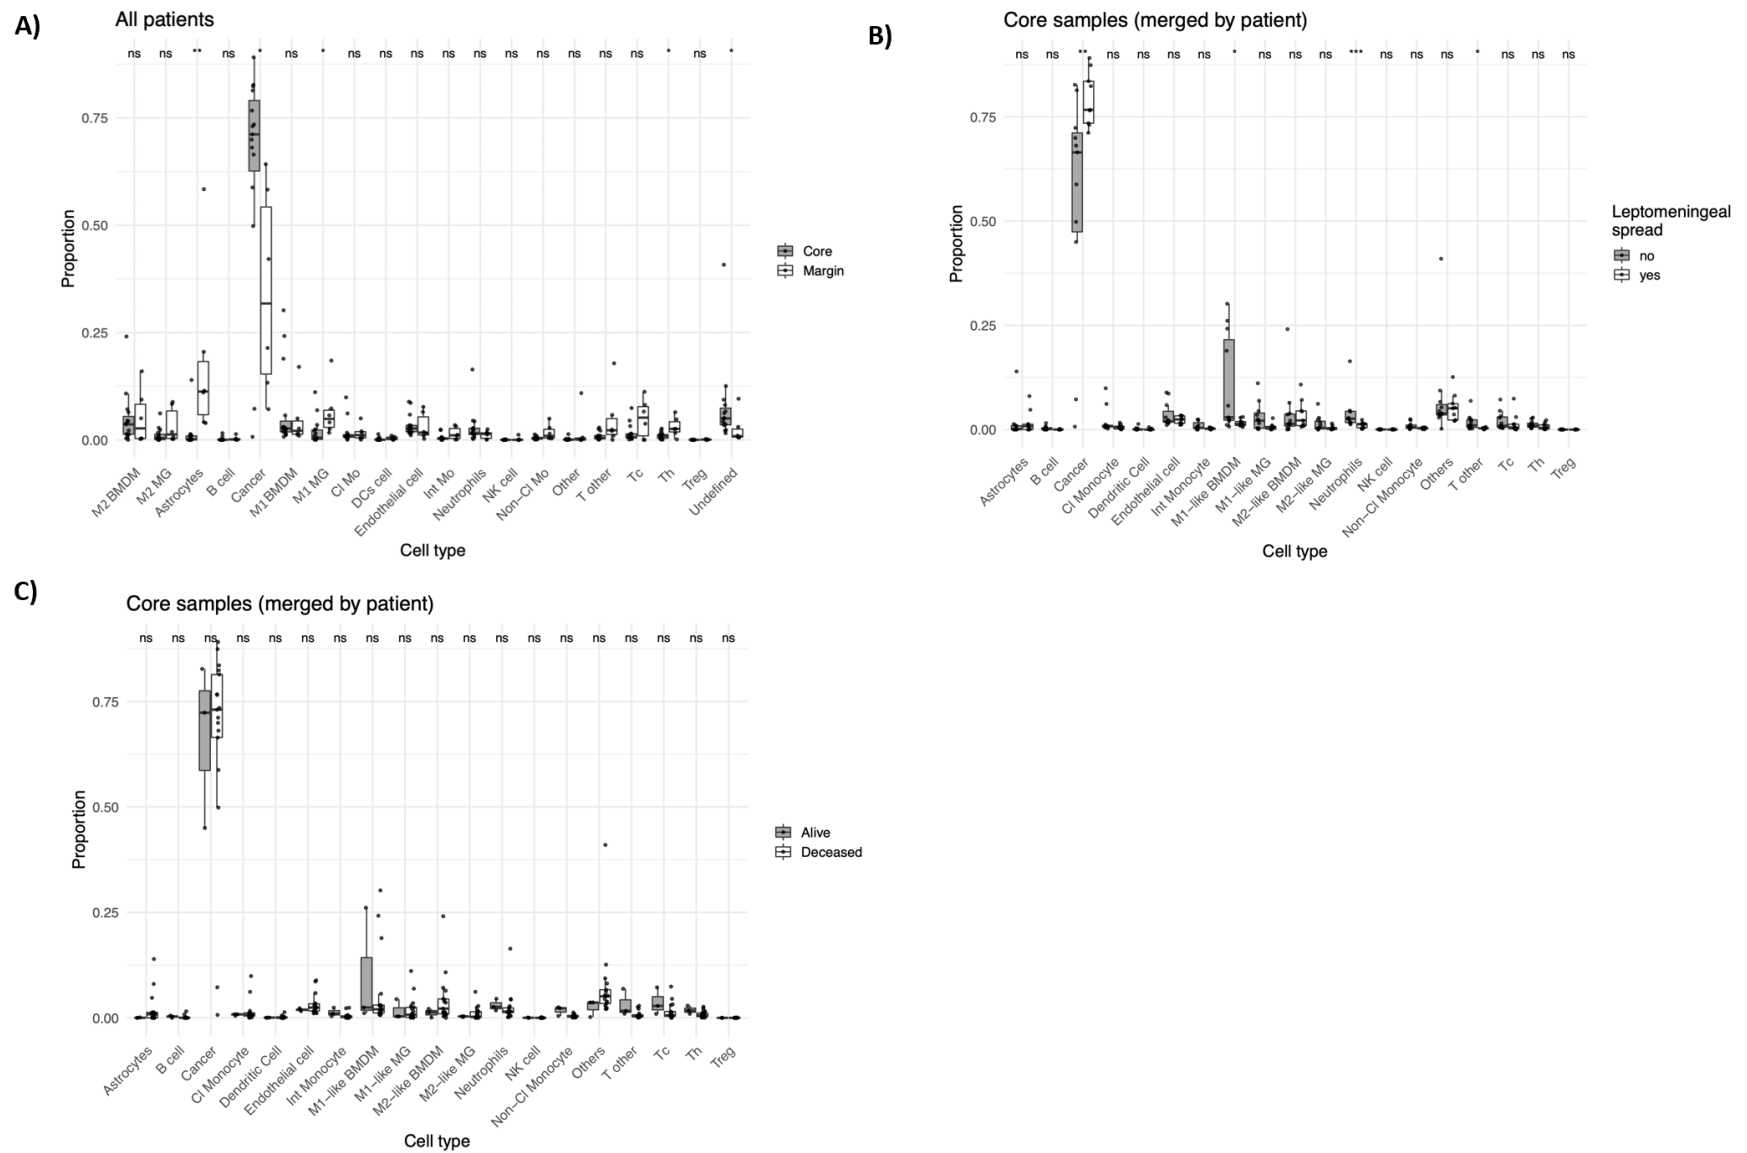 A)
All patients
ns ns ** ns * ns * ns ns ns ns ns ns ns ns ns ns * ns *
0.75
0.50
0.25
0.00
Proportion
M2 BMDM
M2 MG
Astrocytes
B cell
Cancer
M1 BMDM
M1 MG
Cl Mo
DCs cell
Endothelial cell
Int Mo
Neutrophils
NK cell
Non-Cl Mo
Other
T other
Tc
Th
Treg
Undefined
Cell type
Core
Margin
B)
Core samples (merged by patient)
ns ns ** ns ns ns ns * ns ns ns *** ns ns ns * ns ns ns
0.75
0.50
0.25
0.00
Proportion
Astrocytes
B cell
Cancer
Cl Monocyte
Dendritic Cell
Endothelial cell
Int Monocyte
M1-like BMDM
M1-like MG
M2-like BMDM
M2-like MG
Neutrophils
NK cell
Non-Cl Monocyte
Others
T other
Tc
Th
Treg
Cell type
Leptomeningeal
spread
no
yes
C)
Core samples (merged by patient)
ns ns ns ns ns ns ns ns ns ns ns ns ns ns ns ns ns ns ns
0.75
0.50
0.25
0.00
Proportion
Astrocytes
B cell
Cancer
Cl Monocyte
Dendritic Cell
Endothelial cell
Int Monocyte
M1-like BMDM
M1-like MG
M2-like BMDM
M2-like MG
Neutrophils
NK cell
Non-Cl Monocyte
Others
T other
Tc
Th
Treg
Cell type
Alive
Deceased